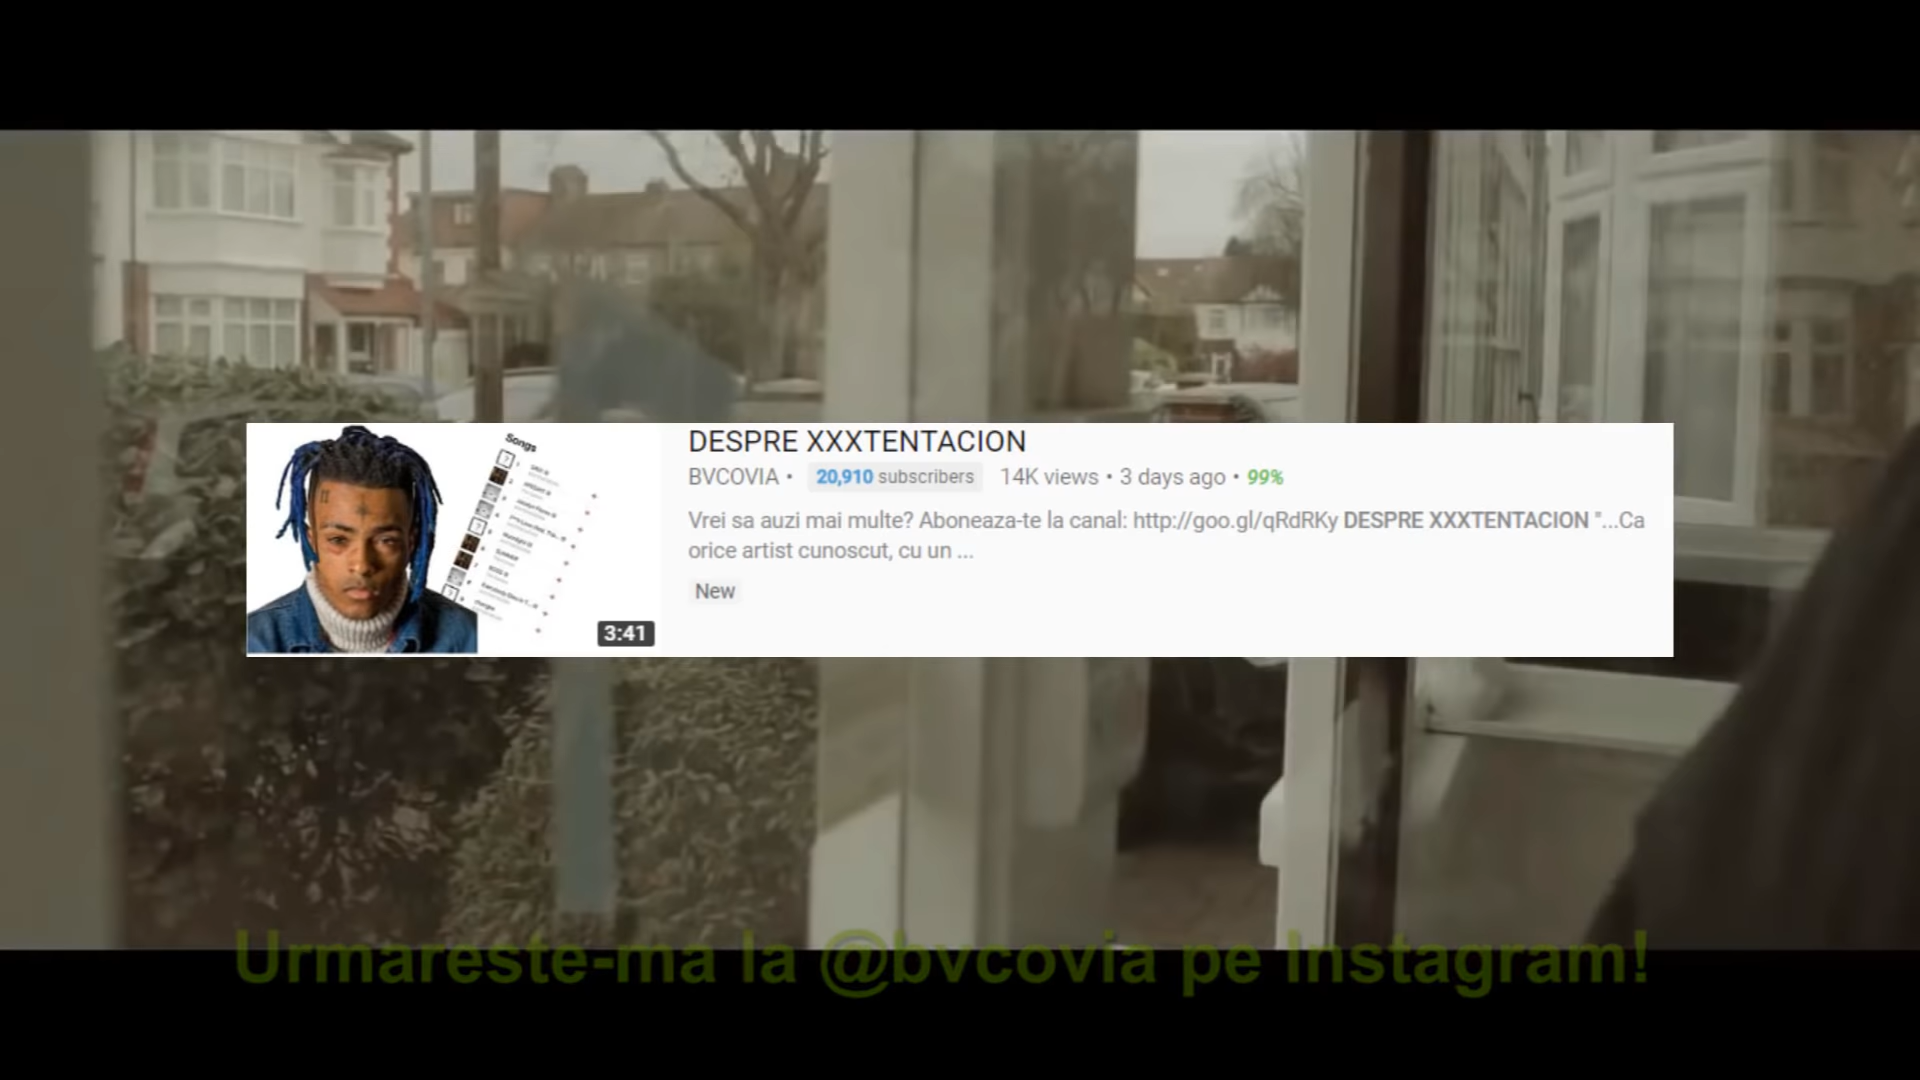 DESPRE XXXTENTACION
BVCOVIA • 20,910 subscribers 14K views • 3 days ago • 99%
Vrei sa auzi mai multe? Aboneaza-te la canal: http://goo.gl/qRdRKy DESPRE XXXTENTACION "...Ca
orice artist cunoscut, cu un ...
New
Songs
3:41
Urmareste-ma la @bvcovia pe Instagram!